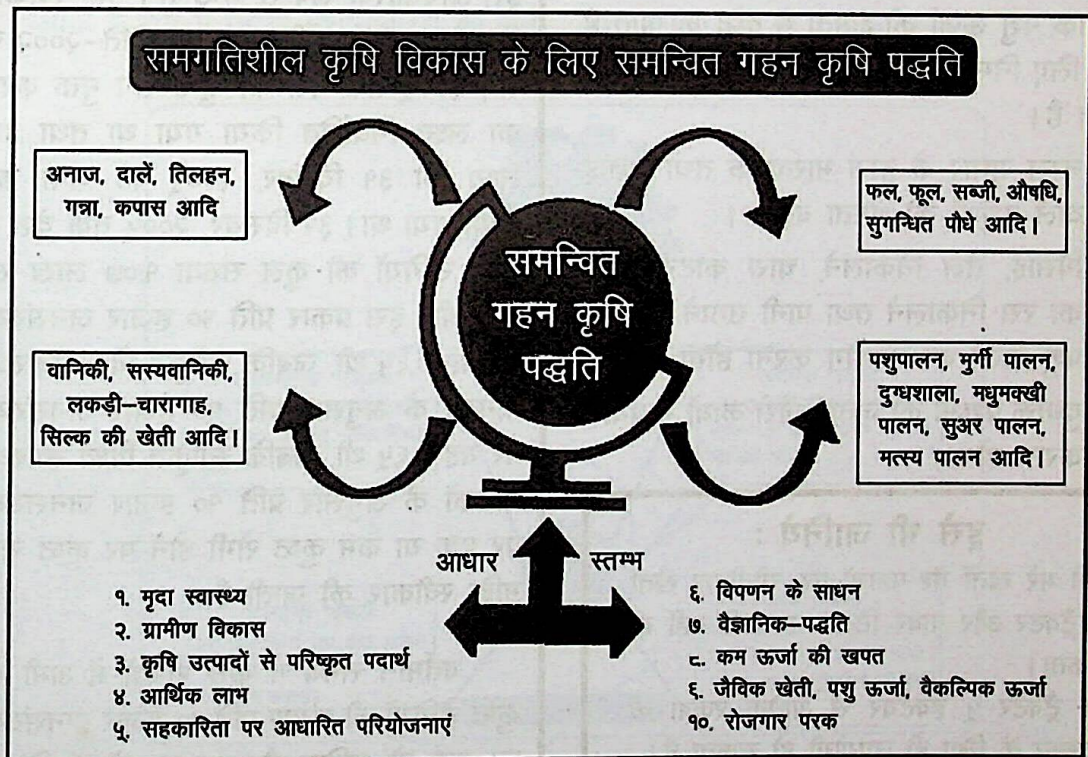 समगतिशील कृषि विकास के लिए समन्वित गहन कृषि पद्धति
अनाज, दालें, तिलहन,
गन्ना, कपास आदि
फल, फूल, सब्जी, औषधि,
सुगन्धित पौधे आदि।
समन्वित
गहन कृषि
पद्धति
वानिकी, सस्यवानिकी,
लकड़ी–चारागाह,
सिल्क की खेती आदि।
पशुपालन, मुर्गी पालन,
दुग्धशाला, मधुमक्खी
पालन, सुअर पालन,
मत्स्य पालन आदि।
आधार स्तम्भ
१. मृदा स्वास्थ्य
२. ग्रामीण विकास
३. कृषि उत्पादों से परिष्कृत पदार्थ
४. आर्थिक लाभ
५. सहकारिता पर आधारित परियोजनाएं
६. विपणन के साधन
७. वैज्ञानिक–पद्धति
८. कम ऊर्जा की खपत
६. जैविक खेती, पशु ऊर्जा, वैकल्पिक ऊर्जा
१०. रोजगार परक